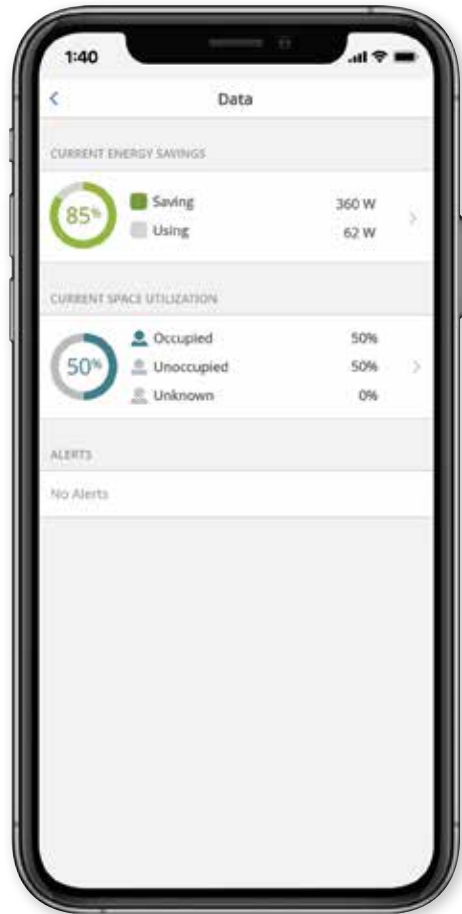 1:40
Data
CURRENT ENERGY SAVINGS
85%
Saving 360 W
Using 62 W
CURRENT SPACE UTILIZATION
50%
Occupied 50%
Unoccupied 50%
Unknown 0%
ALERTS
No Alerts